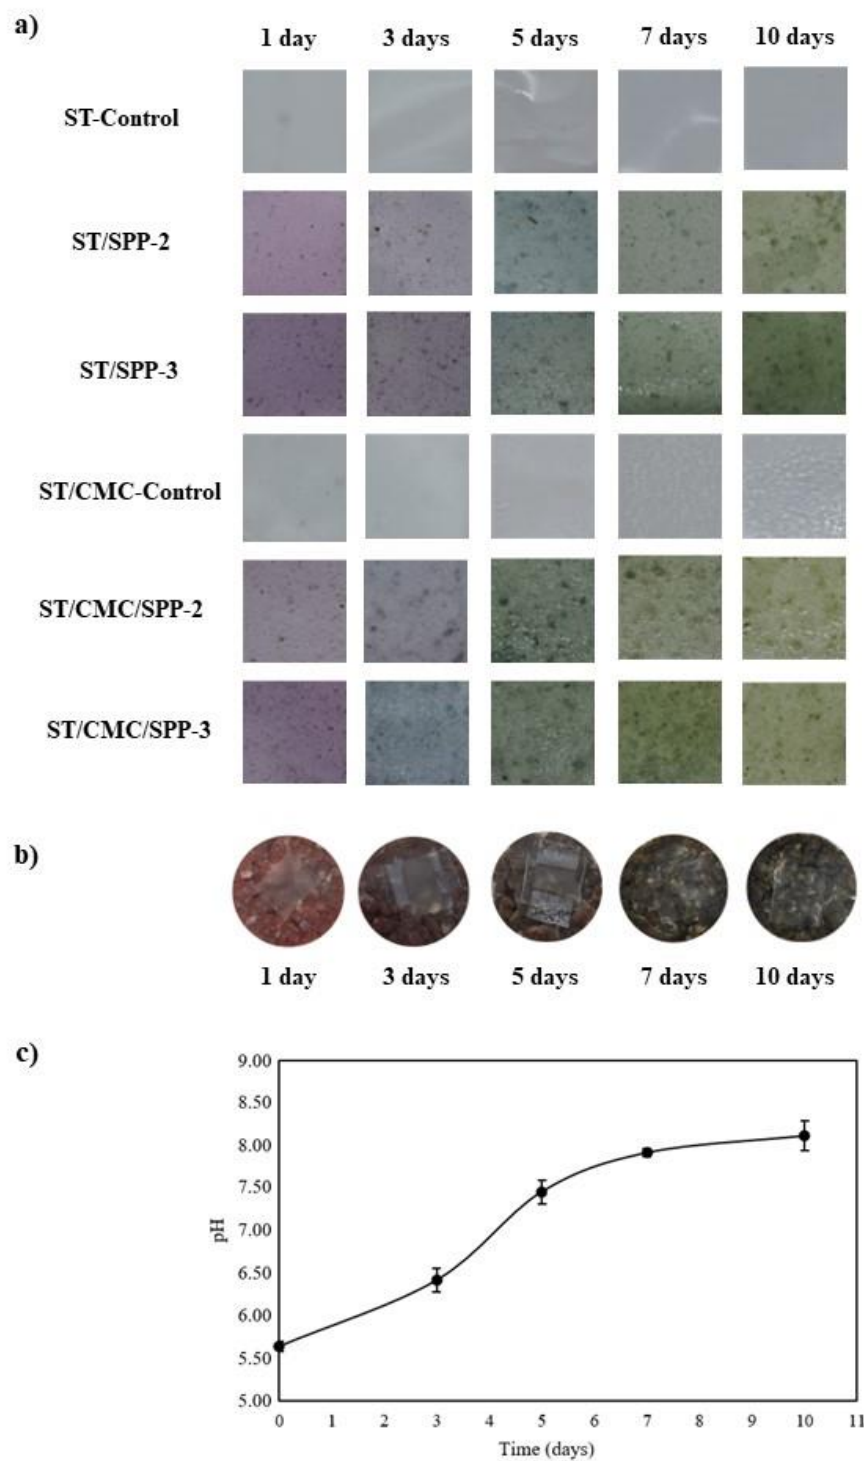 a)
1 day 3 days 5 days 7 days 10 days
ST-Control
ST/SPP-2
ST/SPP-3
ST/CMC-Control
ST/CMC/SPP-2
ST/CMC/SPP-3
b)
1 day 3 days 5 days 7 days 10 days
c)
9.00
8.50
8.00
7.50
7.00
6.50
6.00
5.50
5.00
pH
0 1 2 3 4 5 6 7 8 9 10 11
Time (days)